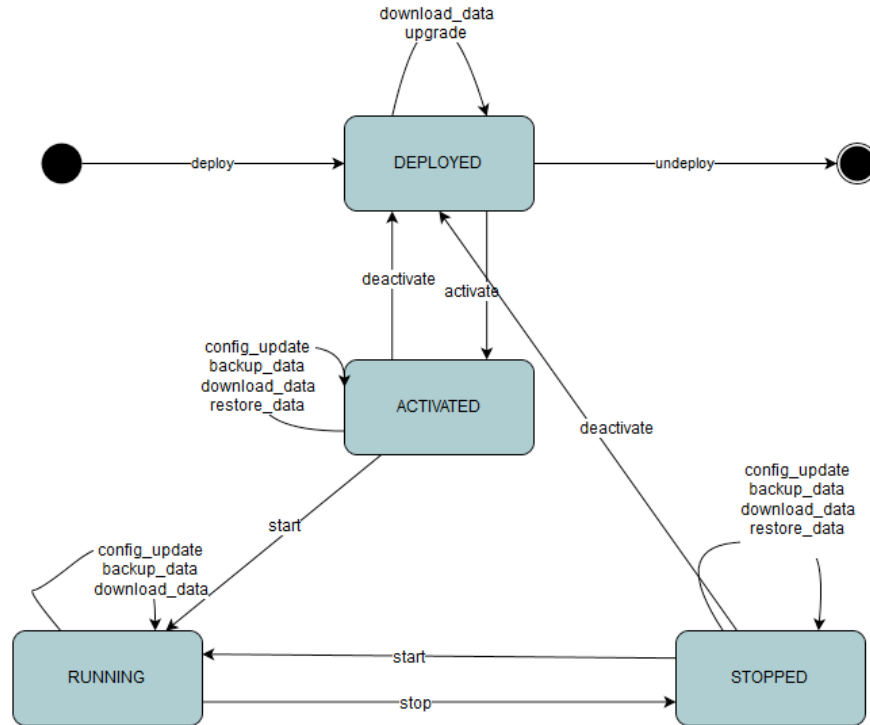 download_data
upgrade
deploy
DEPLOYED
undeploy
deactivate
activate
config_update
backup_data
download_data
restore_data
ACTIVATED
deactivate
config_update
backup_data
download_data
restore_data
start
config_update
backup_data
download_data
RUNNING
start
stop
STOPPED